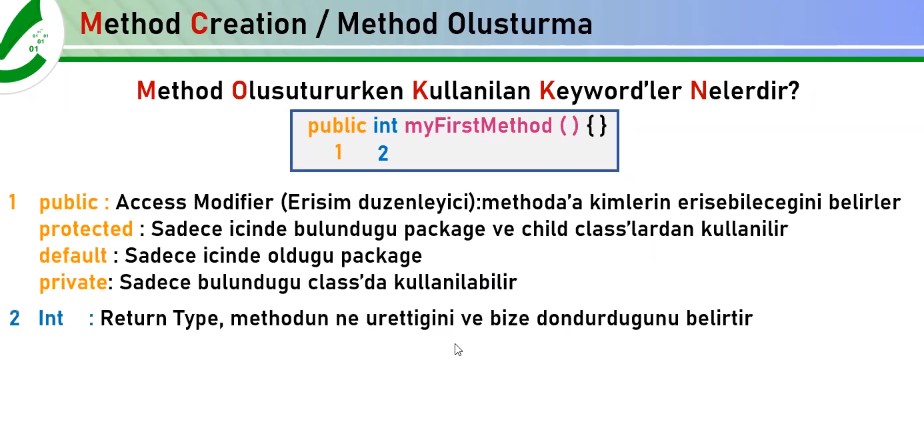 Method Creation / Method Olusturma
Method Olusutururken Kullanilan Keyword'ler Nelerdir?
public int myFirstMethod ( ) { }
1 2
1 public : Access Modifier (Erisim duzenleyici):methoda'a kimlerin erisebilecegini belirler
protected : Sadece icinde bulundugu package ve child class'lardan kullanilir
default : Sadece icinde oldugu package
private: Sadece bulundugu class'da kullanilabilir
2 Int : Return Type, methodun ne urettigini ve bize dondurdugunu belirtir